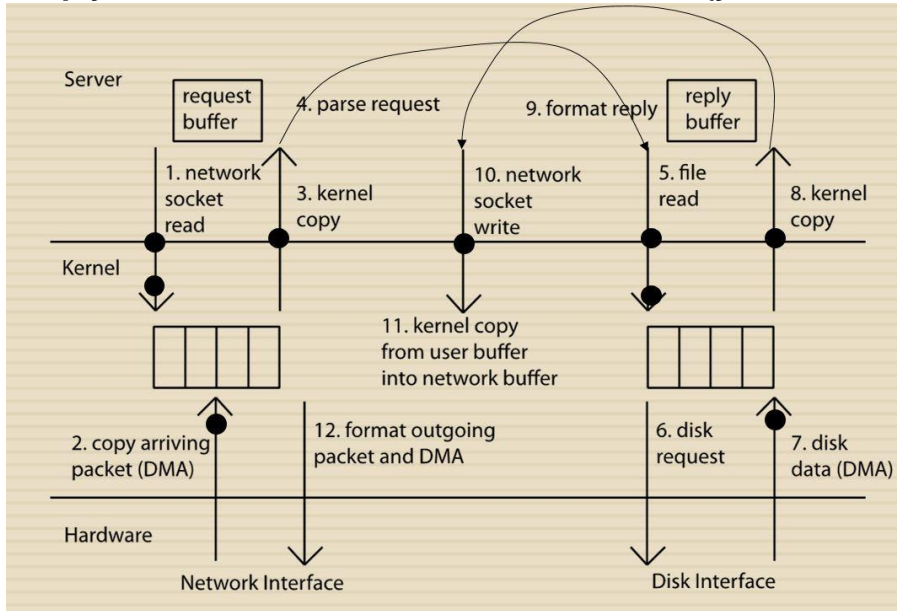 Server
request
buffer
4. parse request
9. format reply
reply
buffer
1. network
socket
read
3. kernel
copy
10. network
socket
write
5. file
read
8. kernel
copy
Kernel
11. kernel copy
from user buffer
into network buffer
2. copy arriving
packet (DMA)
12. format outgoing
packet and DMA
6. disk
request
7. disk
data (DMA)
Hardware
Network Interface
Disk Interface